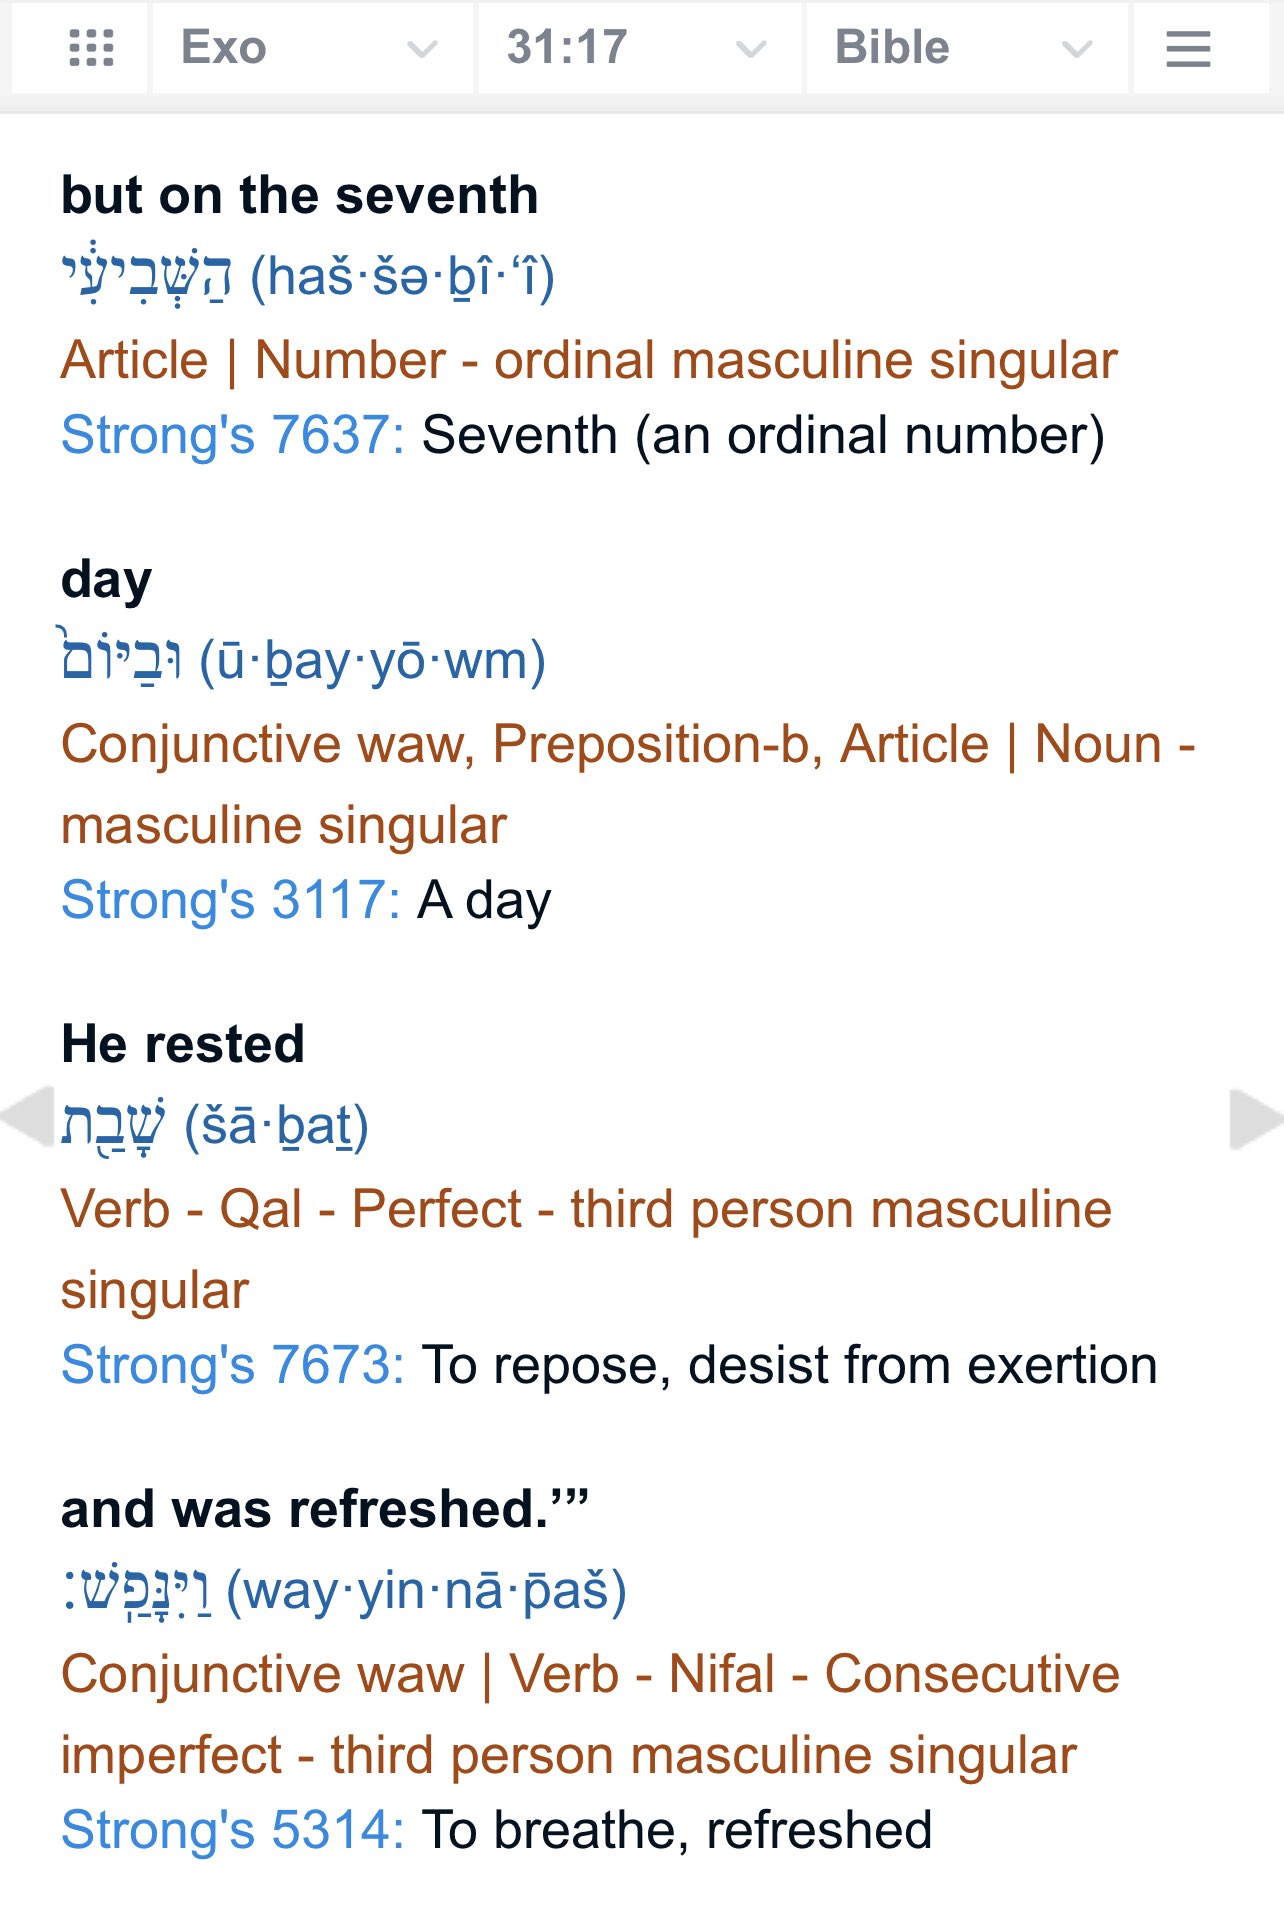 Exo 31:17 Bible
but on the seventh
הַשְּׁבִיעִ֔י (haš·šə·ḇî·‘î)
Article | Number - ordinal masculine singular
Strong's 7637: Seventh (an ordinal number)
day
וּבַיּוֹם֙ (ū·ḇay·yō·wm)
Conjunctive waw, Preposition-b, Article | Noun -
masculine singular
Strong's 3117: A day
He rested
שָׁבַ֖ת (šā·ḇaṯ)
Verb - Qal - Perfect - third person masculine
singular
Strong's 7673: To repose, desist from exertion
and was refreshed.’”
וַיִּנָּפַֽשׁ׃ (way·yin·nā·p̄aš)
Conjunctive waw | Verb - Nifal - Consecutive
imperfect - third person masculine singular
Strong's 5314: To breathe, refreshed